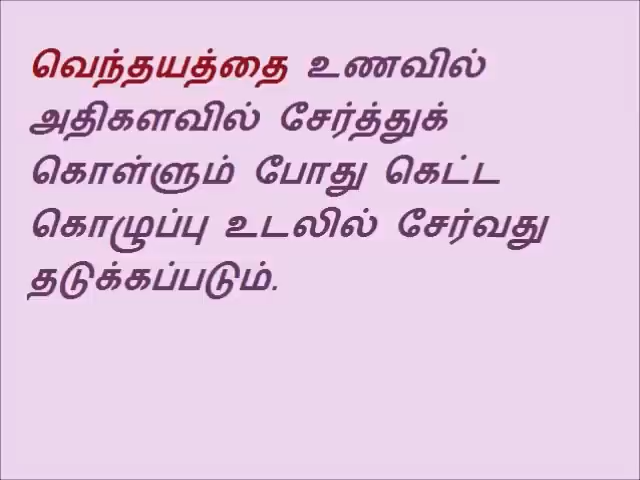 வெந்தயத்தை உணவில்
அதிகளவில் சேர்த்துக்
கொள்ளும் போது கெட்ட
கொழுப்பு உடலில் சேர்வது
தடுக்கப்படும்.